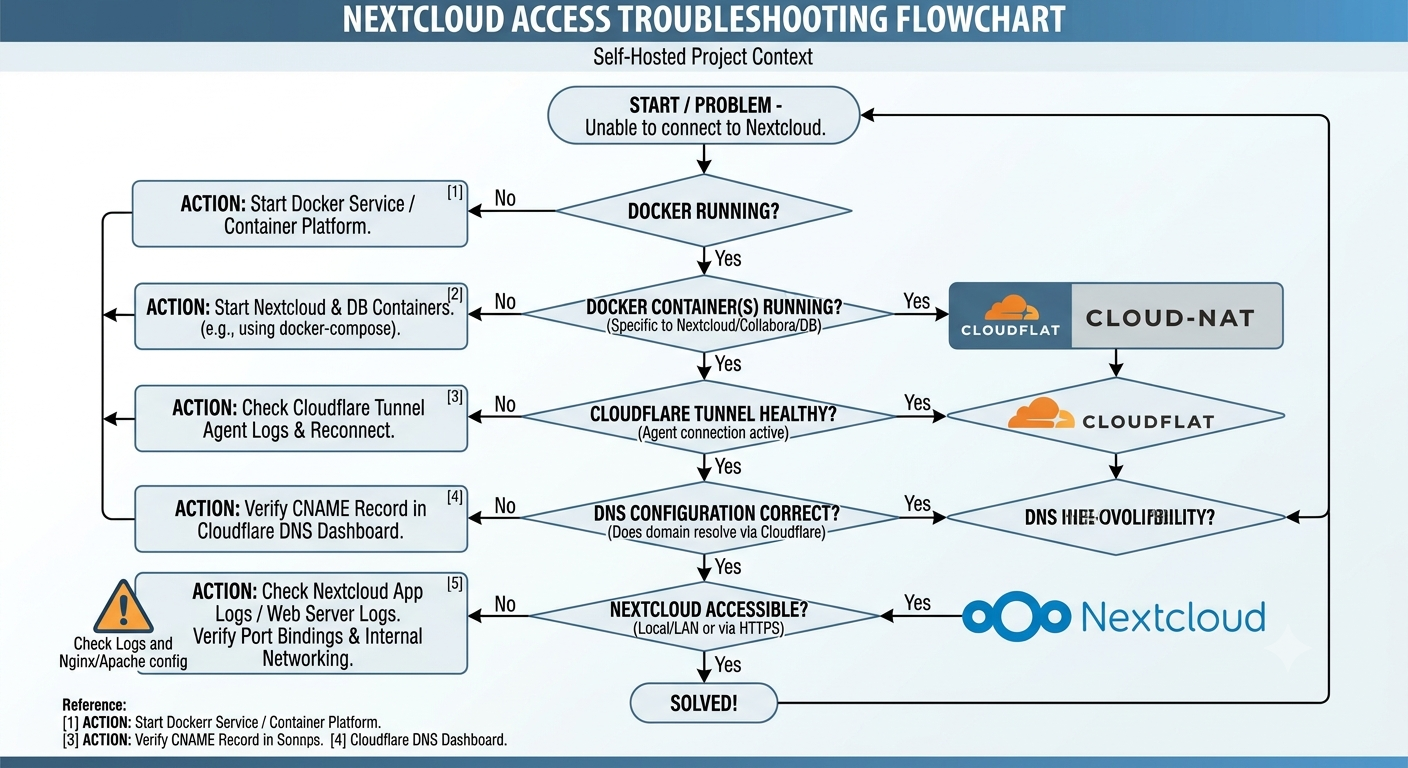 NEXTCLOUD ACCESS TROUBLESHOOTING FLOWCHART
Self-Hosted Project Context
START / PROBLEM -
Unable to connect to Nextcloud.
DOCKER RUNNING?
No
[1]
ACTION: Start Docker Service /
Container Platform.
Yes
DOCKER CONTAINER(S) RUNNING?
(Specific to Nextcloud/Collabora/DB)
No
[2]
ACTION: Start Nextcloud & DB Containers.
(e.g., using docker-compose).
Yes
CLOUDFLAT
CLOUD-NAT
Yes
CLOUDFLARE TUNNEL HEALTHY?
(Agent connection active)
No
[3]
ACTION: Check Cloudflare Tunnel
Agent Logs & Reconnect.
Yes
CLOUDFLAT
Yes
DNS CONFIGURATION CORRECT?
(Does domain resolve via Cloudflare)
No
[4]
ACTION: Verify CNAME Record in
Cloudflare DNS Dashboard.
Yes
DNS
Yes
NEXTCLOUD ACCESSIBLE?
(Local/LAN or via HTTPS)
No
[5]
ACTION: Check Nextcloud App
Logs / Web Server Logs.
Verify Port Bindings & Internal
Networking.
Check Logs and
Nginx/Apache config
Yes
Nextcloud
Yes
SOLVED!
Reference:
[1] ACTION: Start Dockerr Service / Container Platform.
[3] ACTION: Verify CNAME Record in Sonnps. [4] Cloudflare DNS Dashboard.